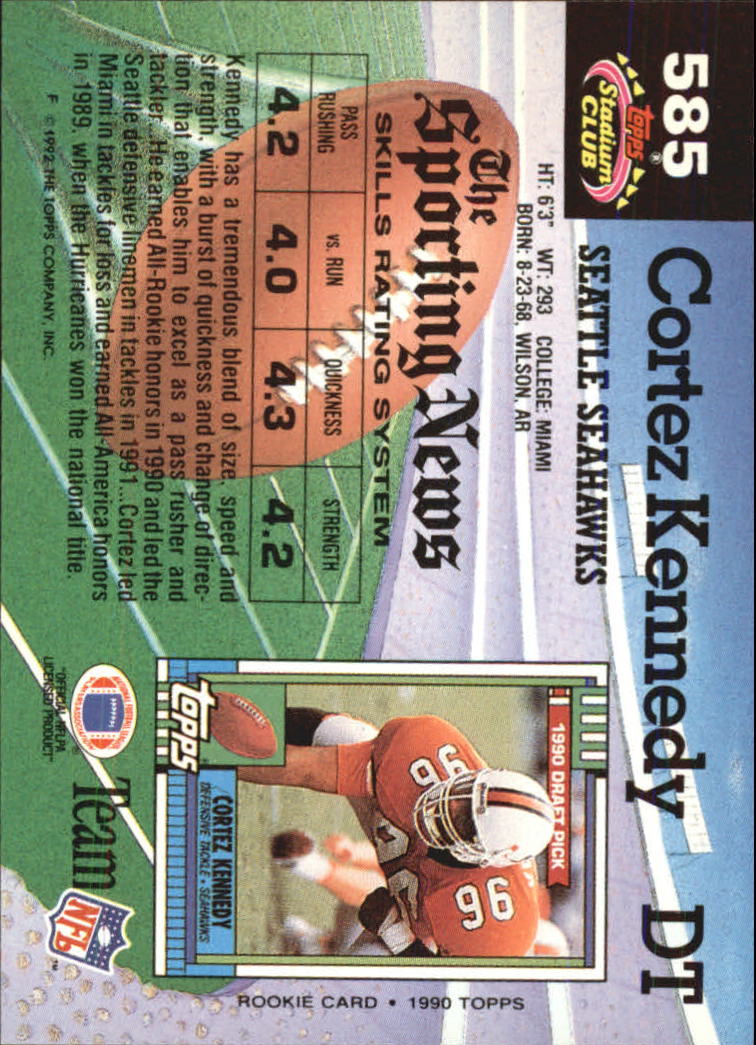 585
Topps®
Stadium
CLUB
Cortez Kennedy DT
SEATTLE SEAHAWKS
HT: 6'3" WT: 293 COLLEGE: MIAMI
BORN: 8-23-68, WILSON, AR
The
Sporting News
SKILLS RATING SYSTEM
PASS RUSHING vs. RUN QUICKNESS STRENGTH
4.2 4.0 4.3 4.2
Kennedy has a tremendous blend of size, speed and
strength, with a burst of quickness and change of direc-
tion that enables him to excel as a pass rusher and
tackler. He earned All-Rookie honors in 1990 and led the
Seattle defensive linemen in tackles in 1991...Cortez led
Miami in tackles for loss and earned All-America honors
in 1989, when the Hurricanes won the national title.
F © 1992 THE TOPPS COMPANY, INC.
1990 DRAFT PICK
96
96
TOPPS
CORTEZ KENNEDY
DEFENSIVE TACKLE • SEAHAWKS
ROOKIE CARD • 1990 TOPPS
"OFFICIAL NFLPA
LICENSED PRODUCT"
Team
NFL
™